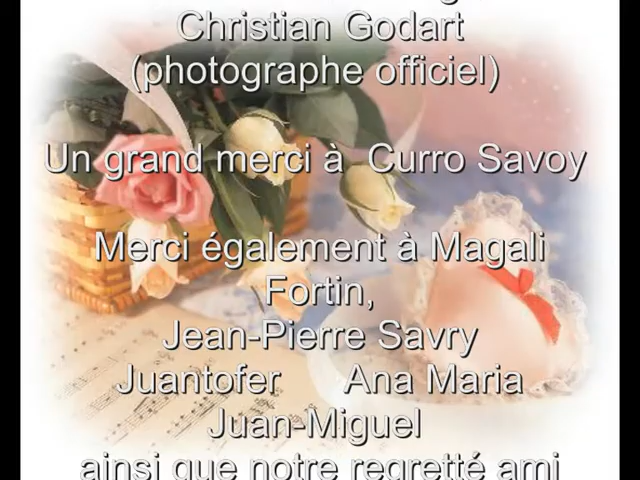 Christian Godart
(photographe officiel)
Un grand merci à Curro Savoy
Merci également à Magali
Fortin,
Jean-Pierre Savry
Juantofer Ana Maria
Juan-Miguel
ainsi que notre regretté ami